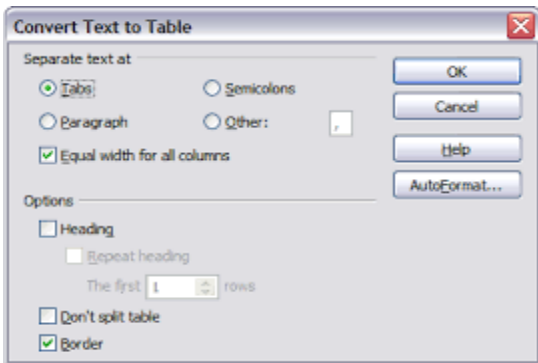 Convert Text to Table
Separate text at
Tabs
Semicolons
Paragraph
Other:
,
Equal width for all columns
OK
Cancel
Help
AutoFormat...
Options
Heading
Repeat heading
The first 1 rows
Don't split table
Border